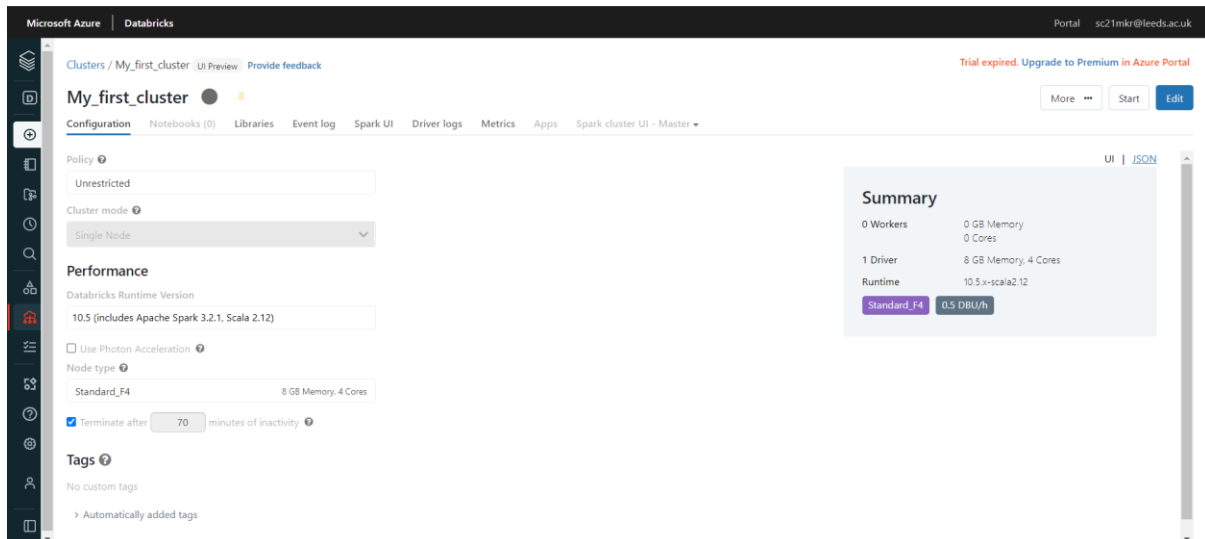 Microsoft Azure | Databricks
Portal sc21mkr@leeds.ac.uk
Clusters / My_first_cluster UI Preview Provide feedback
Trial expired. Upgrade to Premium in Azure Portal
My_first_cluster
More ··· Start Edit
Configuration Notebooks (0) Libraries Event log Spark UI Driver logs Metrics Apps Spark cluster UI - Master
UI | JSON
Policy ?
Unrestricted
Cluster mode ?
Single Node
Performance
Databricks Runtime Version
10.5 (includes Apache Spark 3.2.1, Scala 2.12)
Use Photon Acceleration ?
Node type ?
Standard_F4 8 GB Memory, 4 Cores
Terminate after 70 minutes of inactivity ?
Tags ?
No custom tags
> Automatically added tags
Summary
0 Workers 0 GB Memory
0 Cores
1 Driver 8 GB Memory, 4 Cores
Runtime 10.5.x-scala2.12
Standard_F4 0.5 DBU/h
D